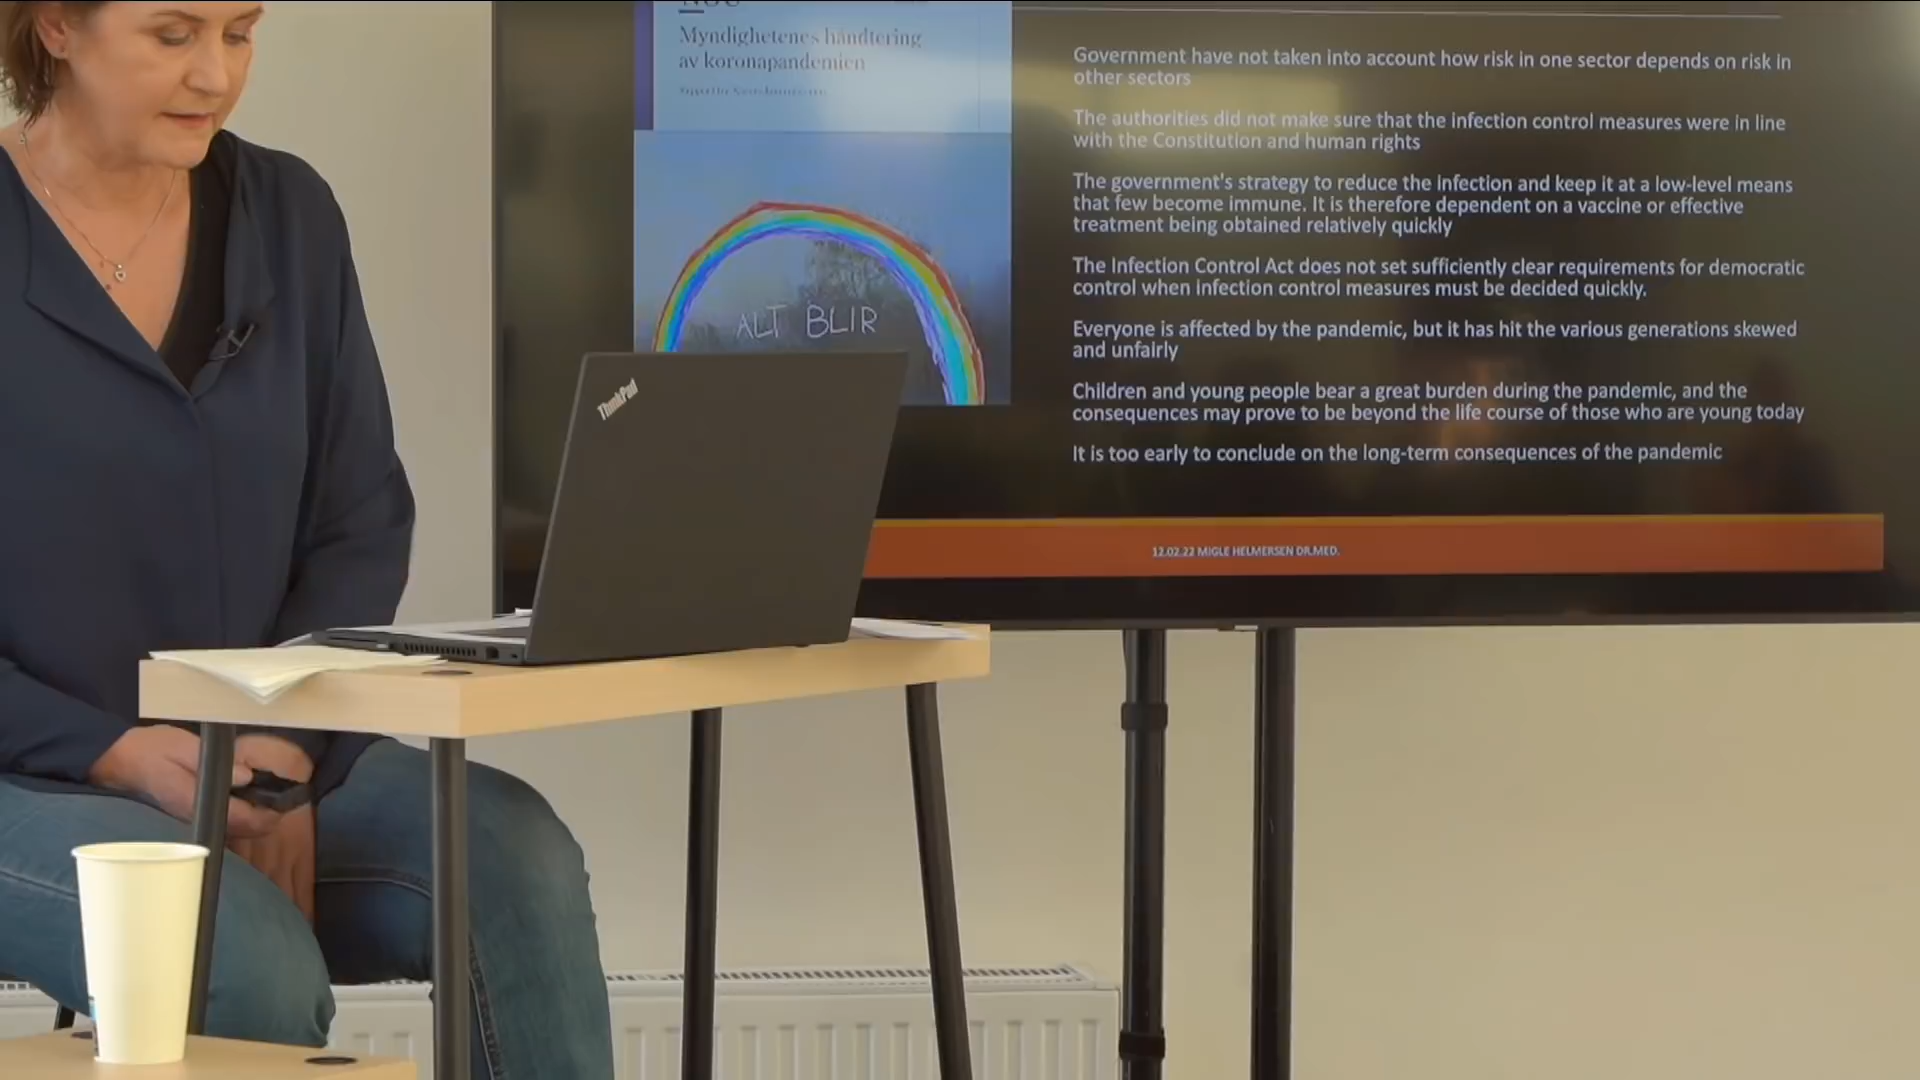 NOU
Myndighetenes håndtering
av koronapandemien
ALT BLIR
ThinkPad
Government have not taken into account how risk in one sector depends on risk in
other sectors
The authorities did not make sure that the infection control measures were in line
with the Constitution and human rights
The government's strategy to reduce the infection and keep it at a low-level means
that few become immune. It is therefore dependent on a vaccine or effective
treatment being obtained relatively quickly
The Infection Control Act does not set sufficiently clear requirements for democratic
control when infection control measures must be decided quickly.
Everyone is affected by the pandemic, but it has hit the various generations skewed
and unfairly
Children and young people bear a great burden during the pandemic, and the
consequences may prove to be beyond the life course of those who are young today
It is too early to conclude on the long-term consequences of the pandemic
12.02.22 MIGLE HELMERSEN DR.MED.